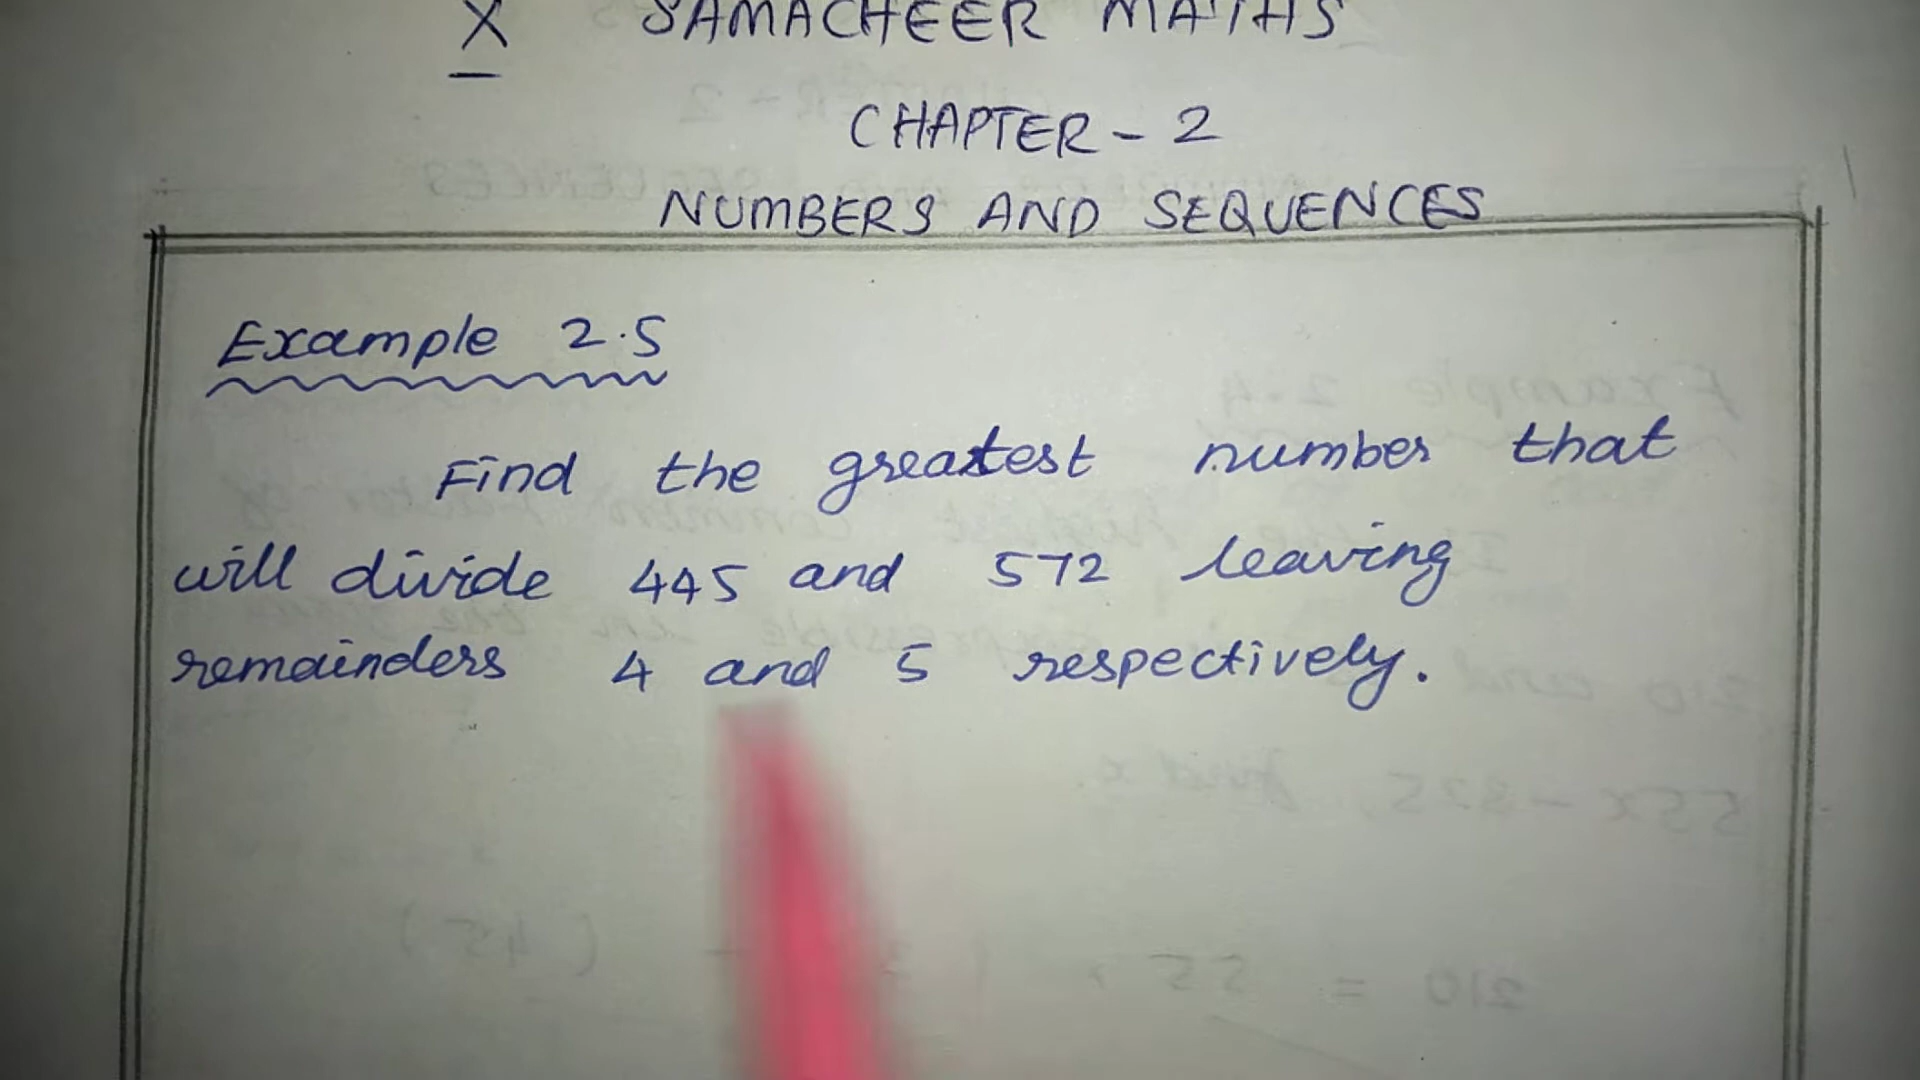 X SAMACHEER MATHS
CHAPTER - 2
NUMBERS AND SEQUENCES
Example 2.5
Find the greatest number that
will divide 445 and 572 leaving
remainders 4 and 5 respectively.